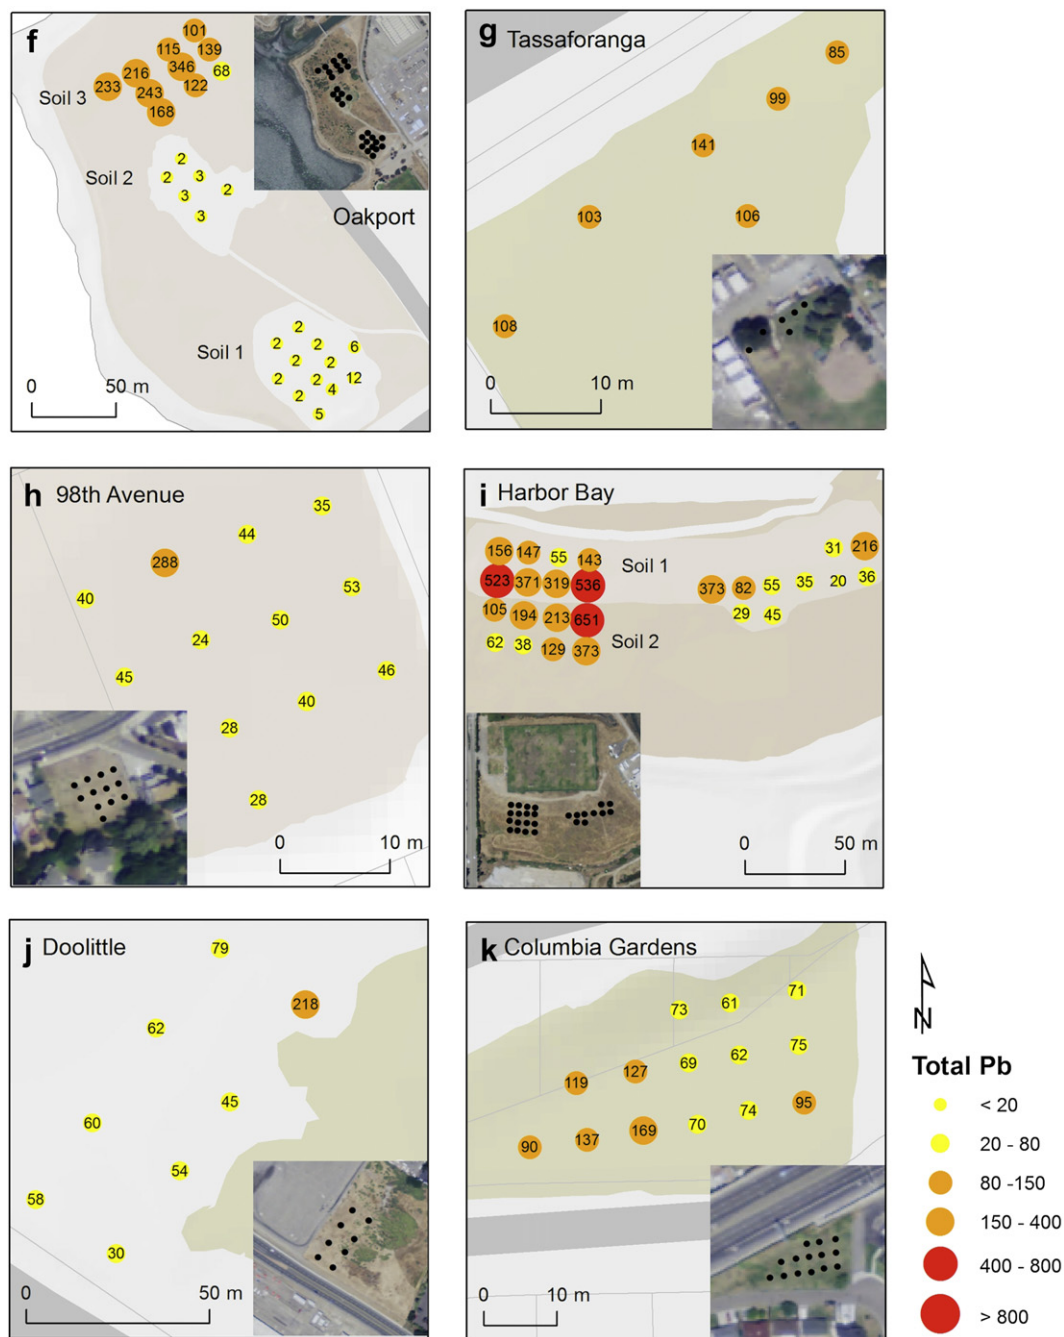 f
101
115
139
346
68
216
233
243
122
168
Soil 3
2
2
3
2
3
3
Soil 2
Oakport
2
2
2
6
2
2
2
2
12
4
2
5
Soil 1
0 50 m
g Tassaforanga
85
99
141
103
106
108
0 10 m
h 98th Avenue
35
44
288
53
40
50
24
46
45
40
28
28
0 10 m
i Harbor Bay
156 147 55 143
Soil 1
523 371 319 536
105 194 213 651
Soil 2
62 38 129 373
31 216
373 82 55 35 20 36
29 45
0 50 m
j Doolittle
79
218
62
45
60
54
58
30
0 50 m
k Columbia Gardens
73 61 71
119 127 69 62 75
90 137 169 70 74 95
0 10 m
N
Total Pb
< 20
20 - 80
80 -150
150 - 400
400 - 800
> 800